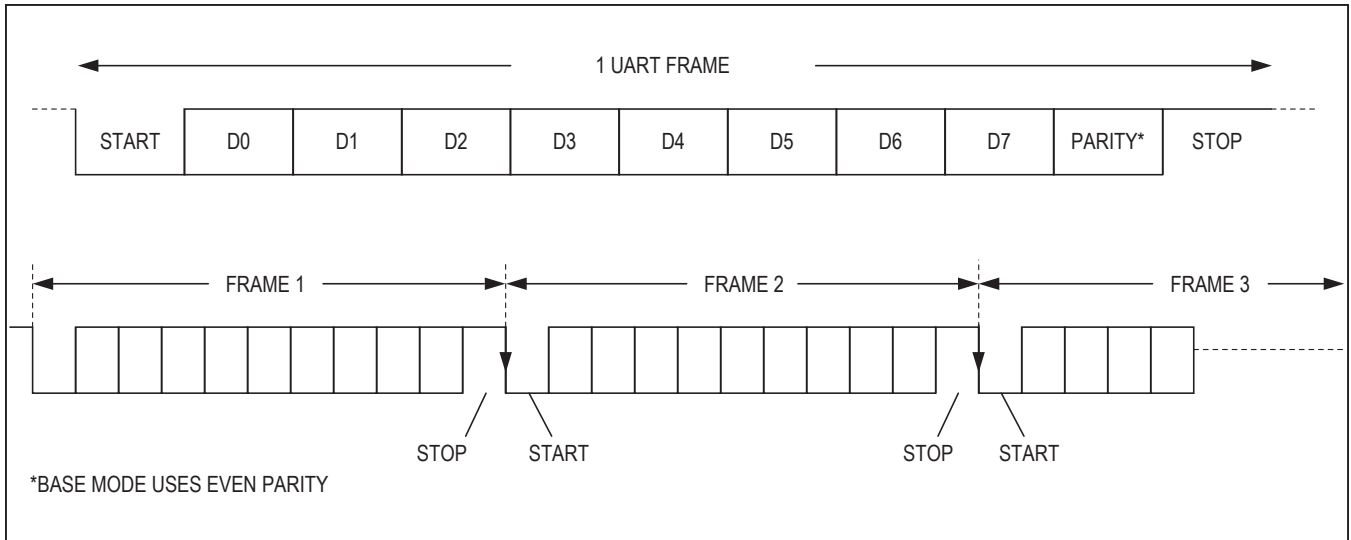 1 UART FRAME
START D0 D1 D2 D3 D4 D5 D6 D7 PARITY* STOP
FRAME 1 FRAME 2 FRAME 3
STOP START STOP START
*BASE MODE USES EVEN PARITY